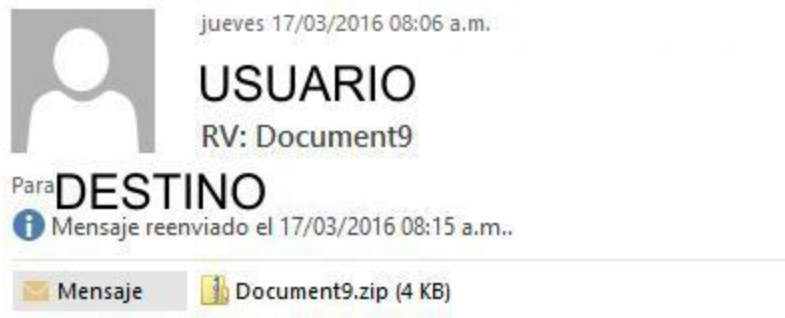 jueves 17/03/2016 08:06 a.m.
USUARIO
RV: Document9
Para DESTINO
Mensaje reenviado el 17/03/2016 08:15 a.m..
Mensaje Document9.zip (4 KB)